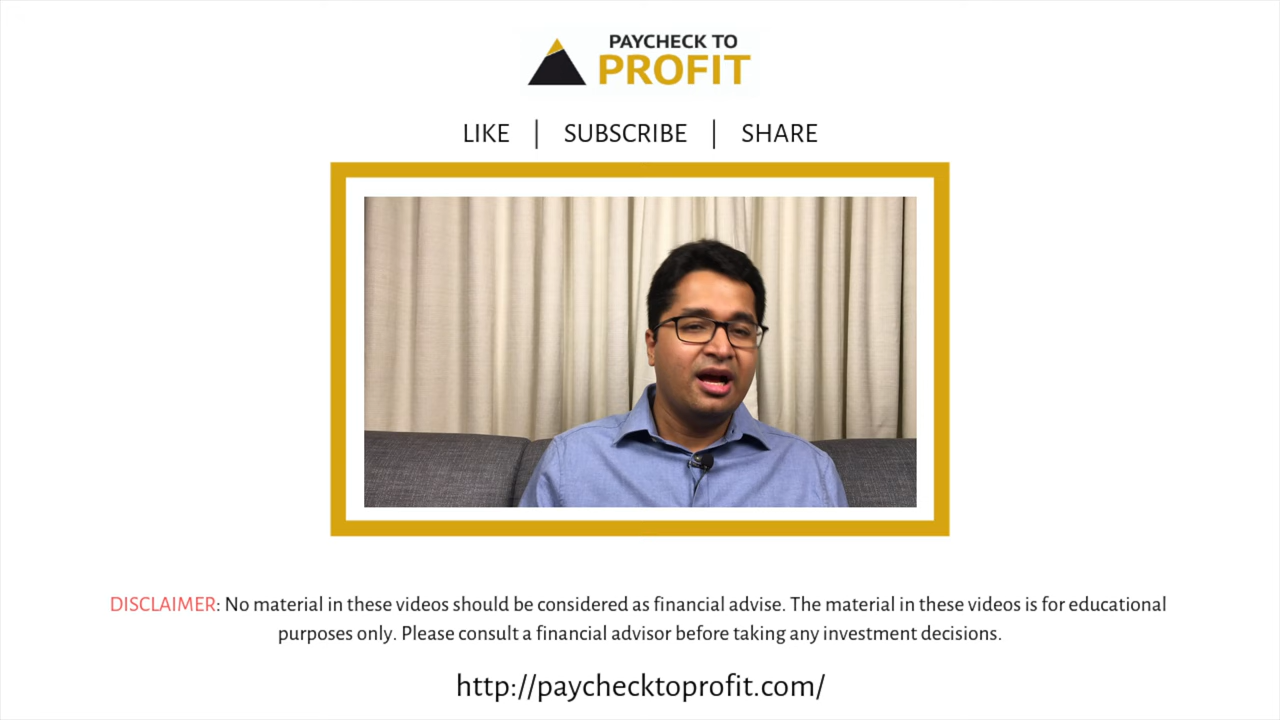 PAYCHECK TO
PROFIT
LIKE | SUBSCRIBE | SHARE
DISCLAIMER: No material in these videos should be considered as financial advise. The material in these videos is for educational
purposes only. Please consult a financial advisor before taking any investment decisions.
http://paychecktoprofit.com/